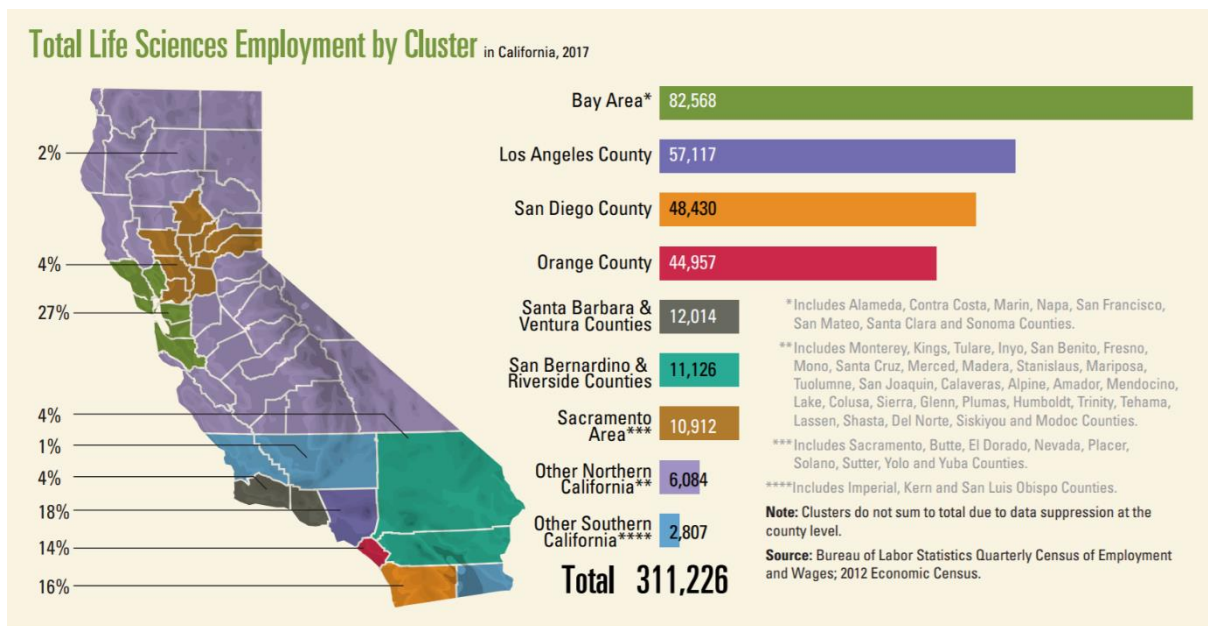 Total Life Sciences Employment by Cluster in California, 2017
2%
4%
27%
4%
1%
4%
18%
14%
16%
Bay Area* 82,568
Los Angeles County 57,117
San Diego County 48,430
Orange County 44,957
Santa Barbara &
Ventura Counties 12,014
San Bernardino &
Riverside Counties 11,126
Sacramento
Area*** 10,912
Other Northern
California** 6,084
Other Southern
California**** 2,807
Total 311,226
*Includes Alameda, Contra Costa, Marin, Napa, San Francisco,
San Mateo, Santa Clara and Sonoma Counties.
**Includes Monterey, Kings, Tulare, Inyo, San Benito, Fresno,
Mono, Santa Cruz, Merced, Madera, Stanislaus, Mariposa,
Tuolumne, San Joaquin, Calaveras, Alpine, Amador, Mendocino,
Lake, Colusa, Sierra, Glenn, Plumas, Humboldt, Trinity, Tehama,
Lassen, Shasta, Del Norte, Siskiyou and Modoc Counties.
***Includes Sacramento, Butte, El Dorado, Nevada, Placer,
Solano, Sutter, Yolo and Yuba Counties.
****Includes Imperial, Kern and San Luis Obispo Counties.
Note: Clusters do not sum to total due to data suppression at the
county level.
Source: Bureau of Labor Statistics Quarterly Census of Employment
and Wages; 2012 Economic Census.